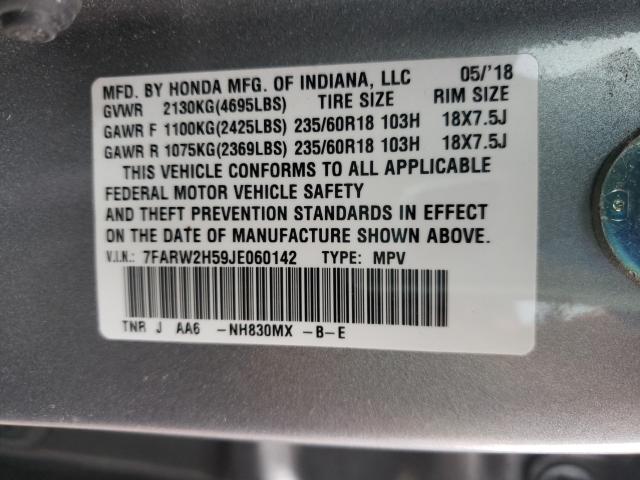 MFD. BY HONDA MFG. OF INDIANA, LLC 05/'18
GVWR 2130KG(4695LBS) TIRE SIZE RIM SIZE
GAWR F 1100KG(2425LBS) 235/60R18 103H 18X7.5J
GAWR R 1075KG(2369LBS) 235/60R18 103H 18X7.5J
THIS VEHICLE CONFORMS TO ALL APPLICABLE
FEDERAL MOTOR VEHICLE SAFETY
AND THEFT PREVENTION STANDARDS IN EFFECT
ON THE DATE OF MANUFACTURE SHOWN ABOVE.
V.I.N.: 7FARW2H59JE060142 TYPE: MPV
TNR J AA6 -NH830MX -B-E